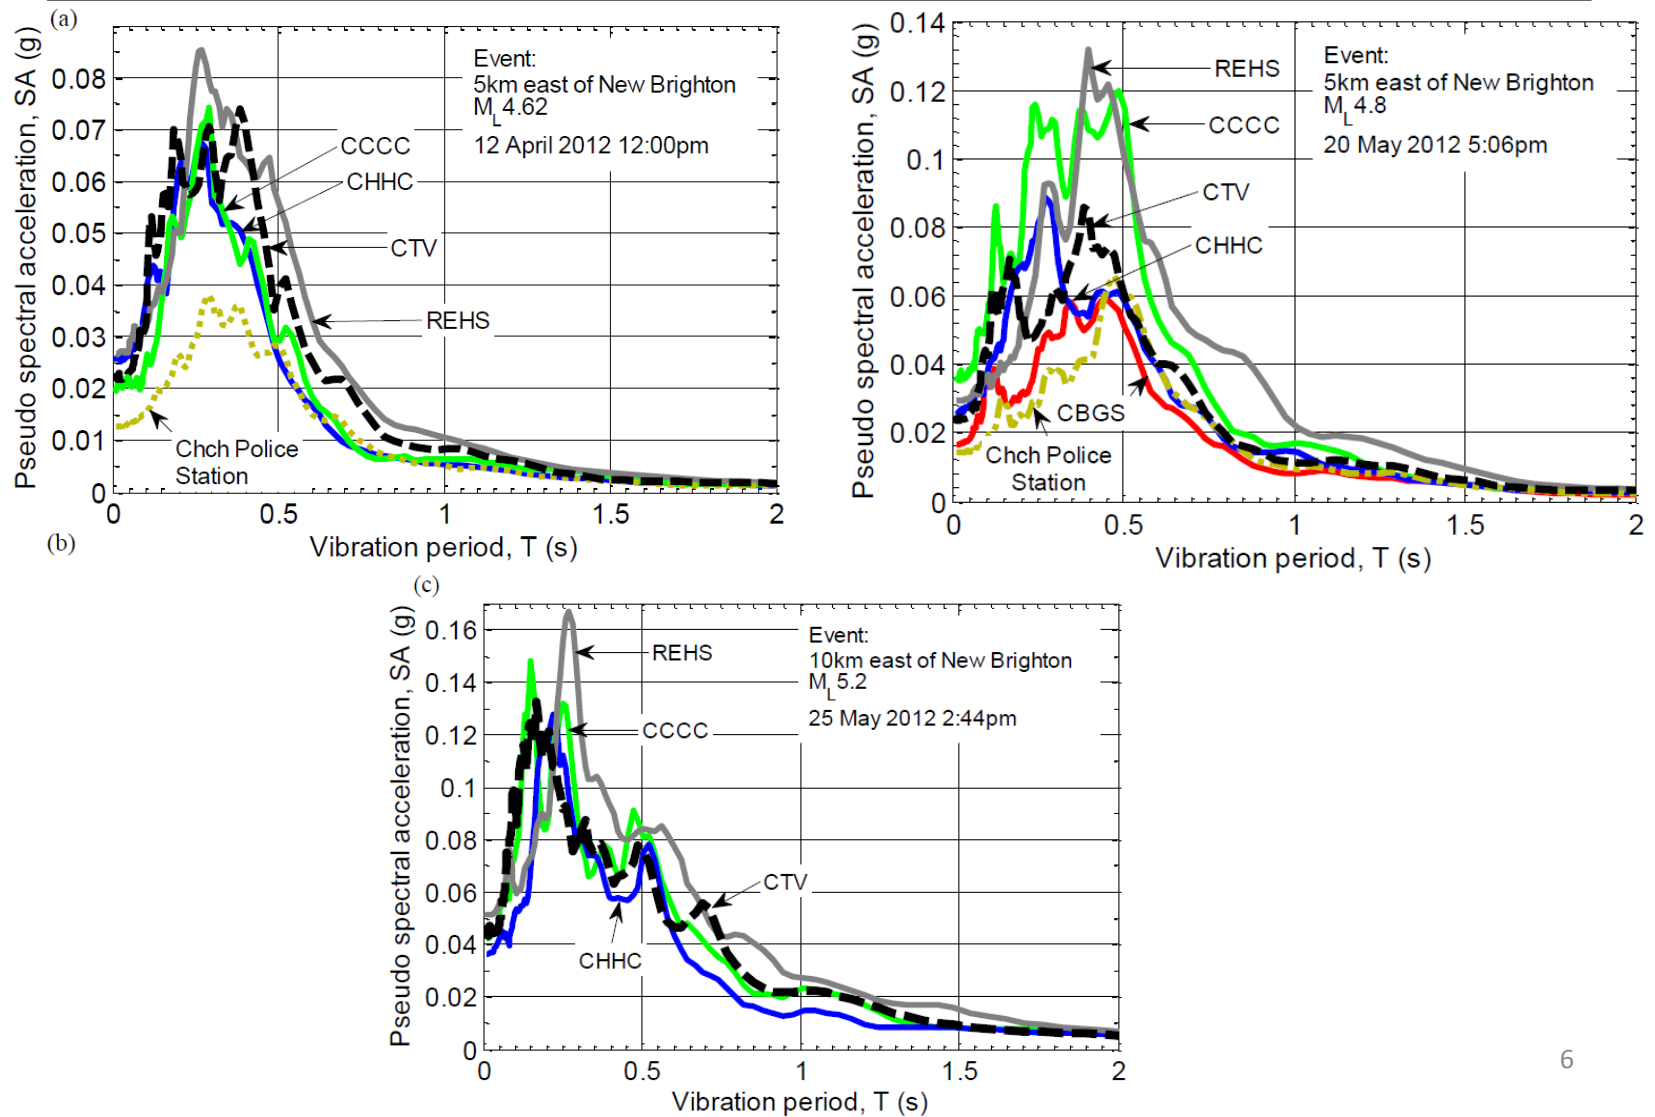 (a)
Pseudo spectral acceleration, SA (g)
0.08
0.07
0.06
0.05
0.04
0.03
0.02
0.01
0
Event:
5km east of New Brighton
ML4.62
12 April 2012 12:00pm
CCCC
CHHC
CTV
REHS
Chch Police
Station
0 0.5 1 1.5 2
Vibration period, T (s)
(b)
Pseudo spectral acceleration, SA (g)
0.14
0.12
0.1
0.08
0.06
0.04
0.02
0
Event:
5km east of New Brighton
ML4.8
20 May 2012 5:06pm
REHS
CCCC
CTV
CHHC
CBGS
Chch Police
Station
0 0.5 1 1.5 2
Vibration period, T (s)
(c)
Pseudo spectral acceleration, SA (g)
0.16
0.14
0.12
0.1
0.08
0.06
0.04
0.02
0
Event:
10km east of New Brighton
ML5.2
25 May 2012 2:44pm
REHS
CCCC
CTV
CHHC
0 0.5 1 1.5 2
Vibration period, T (s)
6